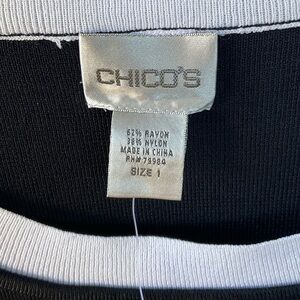 CHICO'S
62% RAYON
38% NYLON
MADE IN CHINA
RN# 79984
SIZE 1